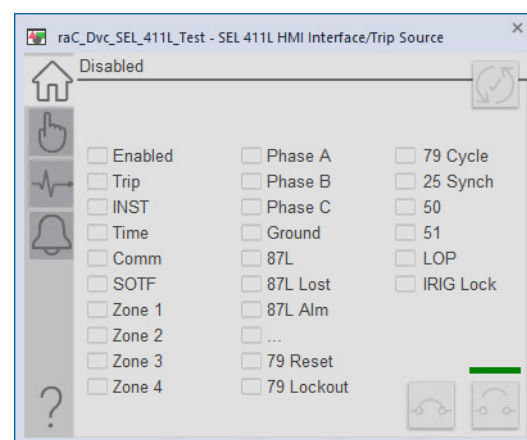 raC_Dvc_SEL_411L_Test - SEL 411L HMI Interface/Trip Source
Disabled
Enabled
Trip
INST
Time
Comm
SOTF
Zone 1
Zone 2
Zone 3
Zone 4
Phase A
Phase B
Phase C
Ground
87L
87L Lost
87L Alm
...
79 Reset
79 Lockout
79 Cycle
25 Synch
50
51
LOP
IRIG Lock
?